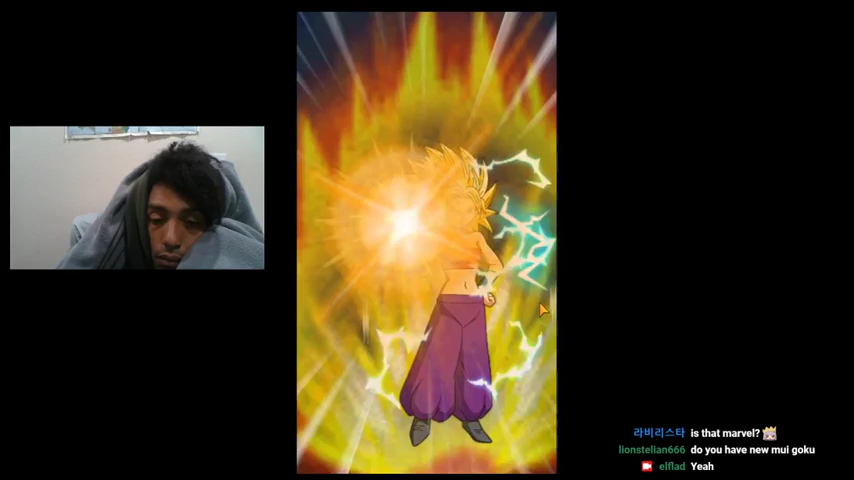 라비리스타 is that marvel?
lionstelian666 do you have new mui goku
elflad Yeah